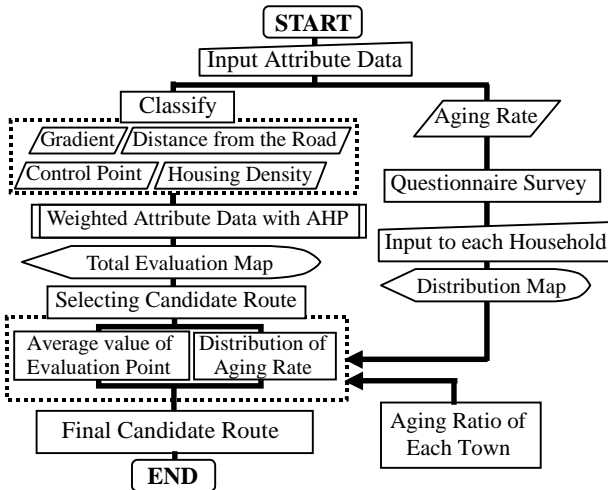 START
Input Attribute Data
Classify
Gradient
Distance from the Road
Control Point
Housing Density
Weighted Attribute Data with AHP
Total Evaluation Map
Selecting Candidate Route
Average value of
Evaluation Point
Distribution of
Aging Rate
Final Candidate Route
END
Aging Rate
Questionnaire Survey
Input to each Household
Distribution Map
Aging Ratio of
Each Town